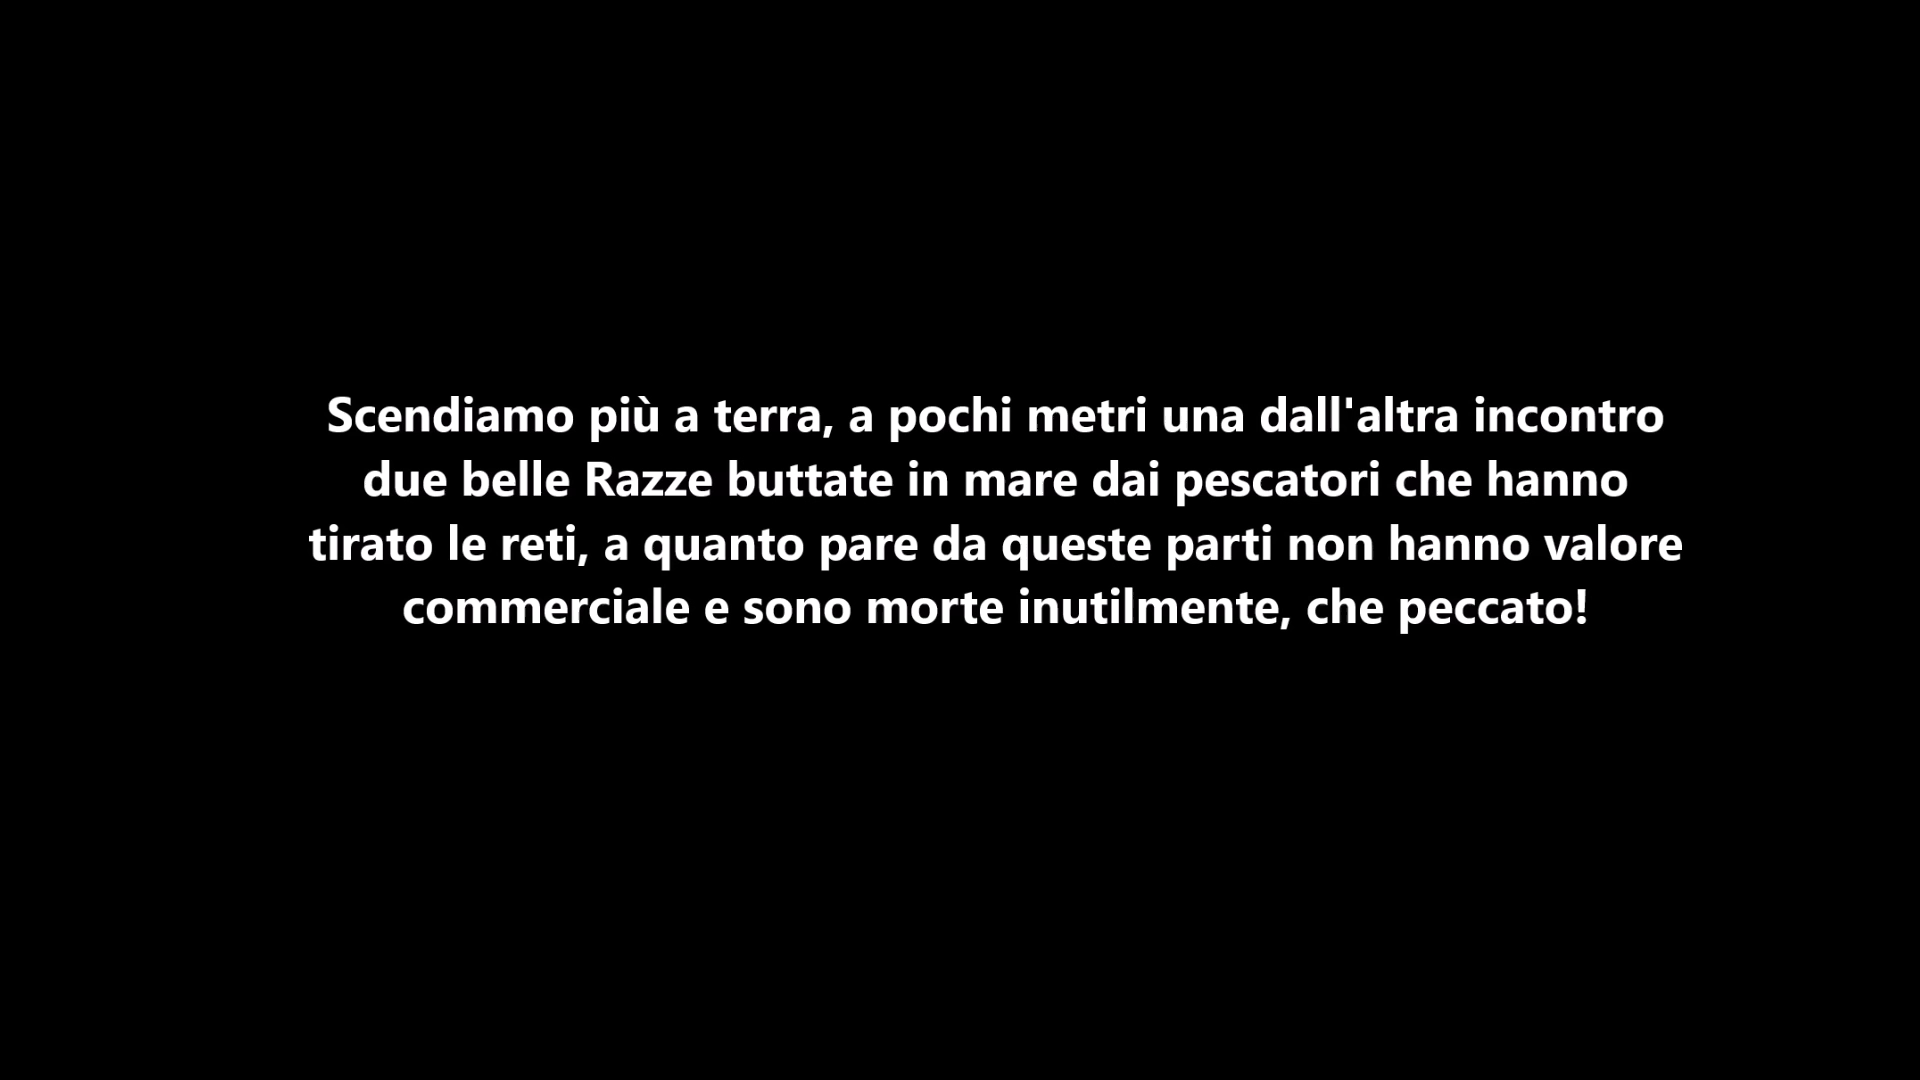 Scendiamo più a terra, a pochi metri una dall'altra incontro
due belle Razze buttate in mare dai pescatori che hanno
tirato le reti, a quanto pare da queste parti non hanno valore
commerciale e sono morte inutilmente, che peccato!